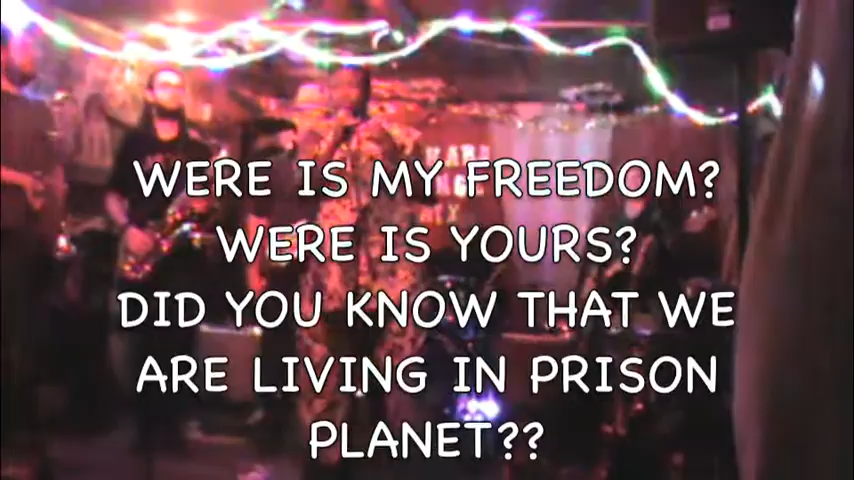 WERE IS MY FREEDOM?
WERE IS YOURS?
DID YOU KNOW THAT WE
ARE LIVING IN PRISON
PLANET??